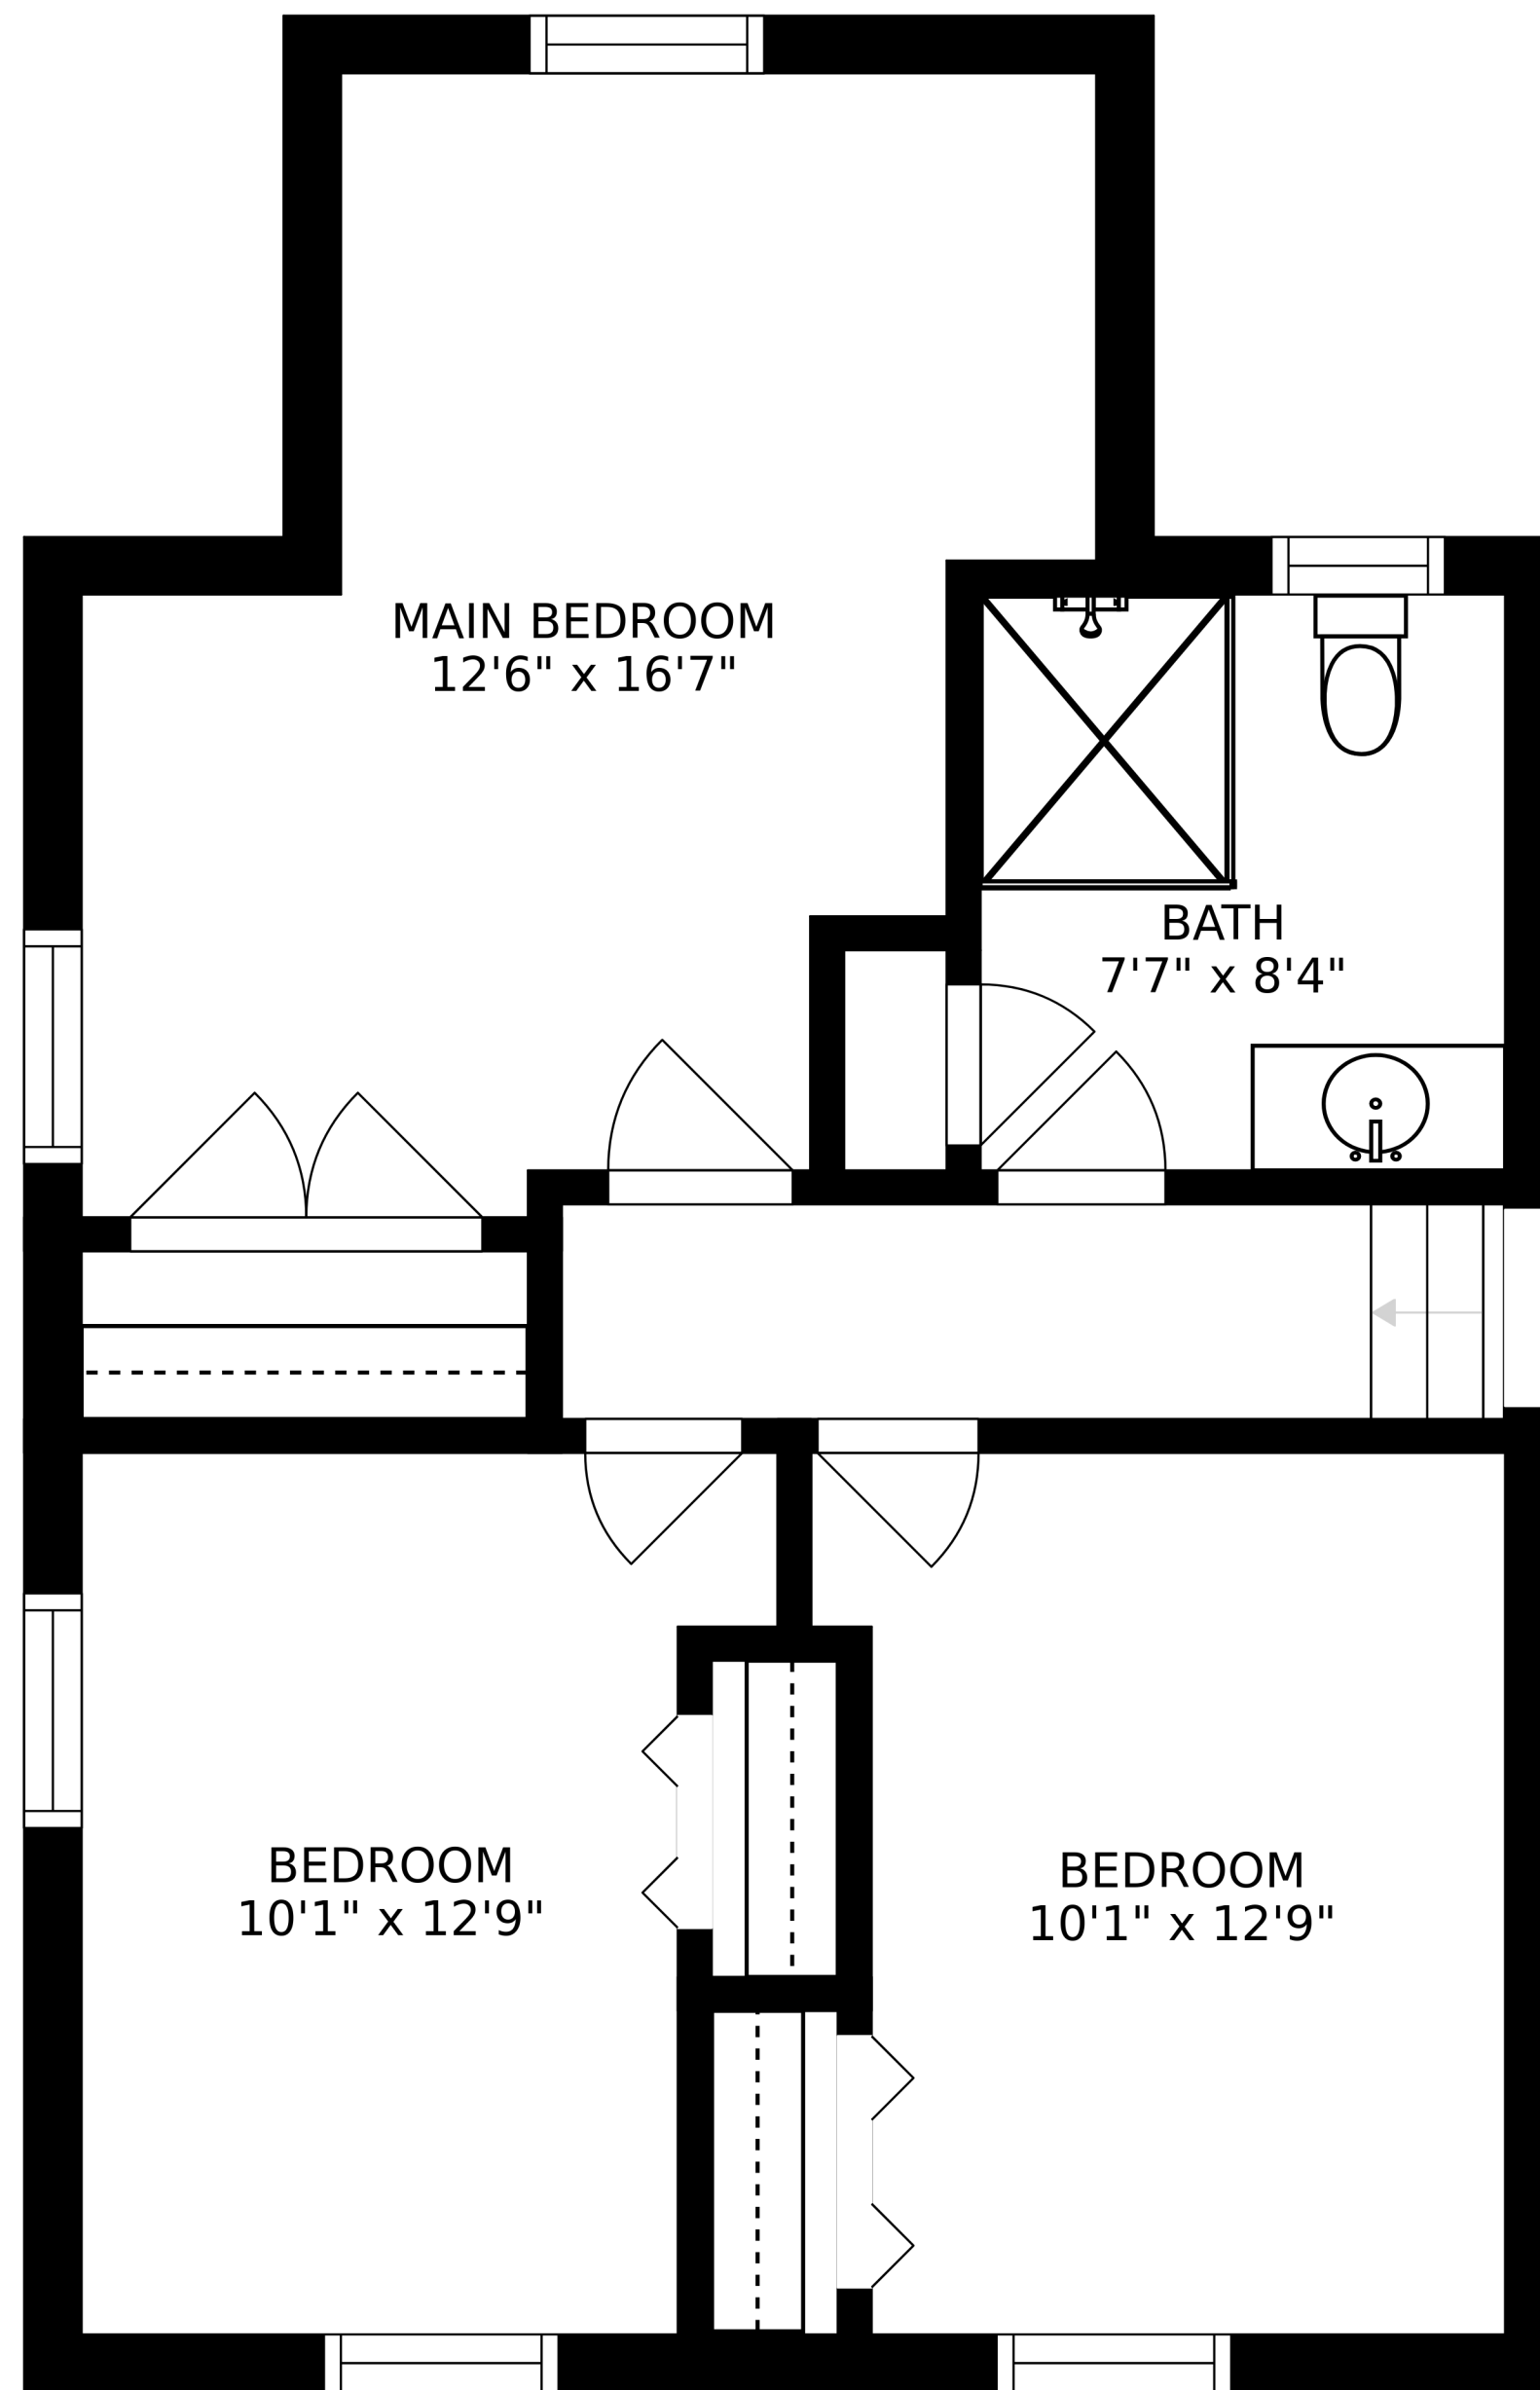 MAIN BEDROOM
12'6" x 16'7"
BATH
7'7" x 8'4"
BEDROOM
10'1" x 12'9"
BEDROOM
10'1" x 12'9"